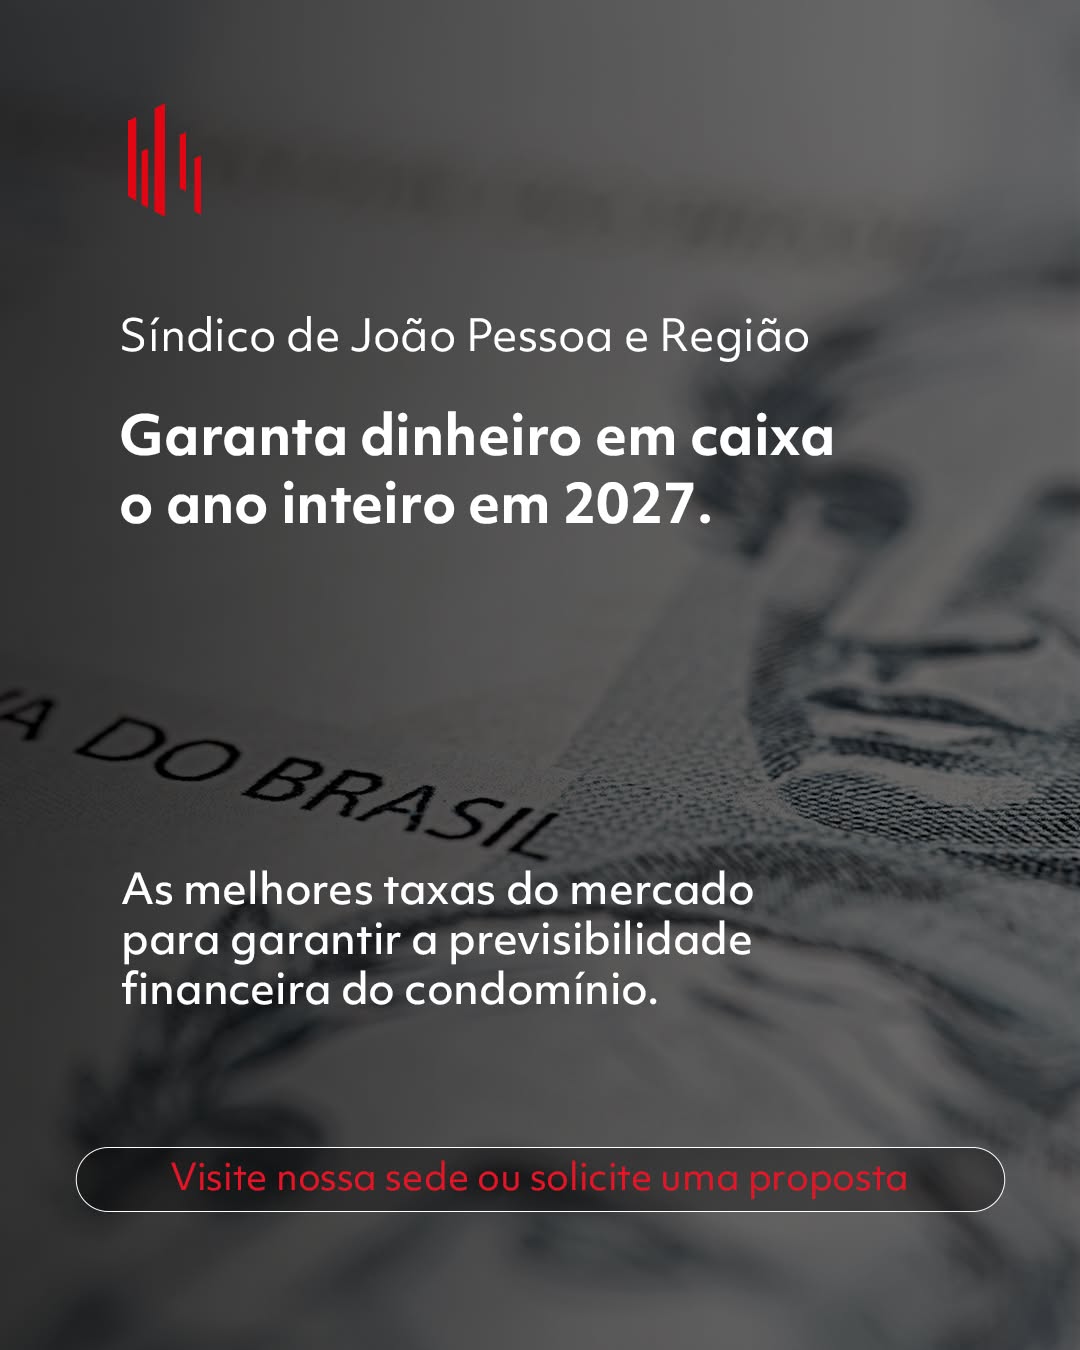 Síndico de João Pessoa e Região
Garanta dinheiro em caixa
o ano inteiro em 2027.
DO BRASIL
As melhores taxas do mercado
para garantir a previsibilidade
financeira do condomínio.
Visite nossa sede ou solicite uma proposta